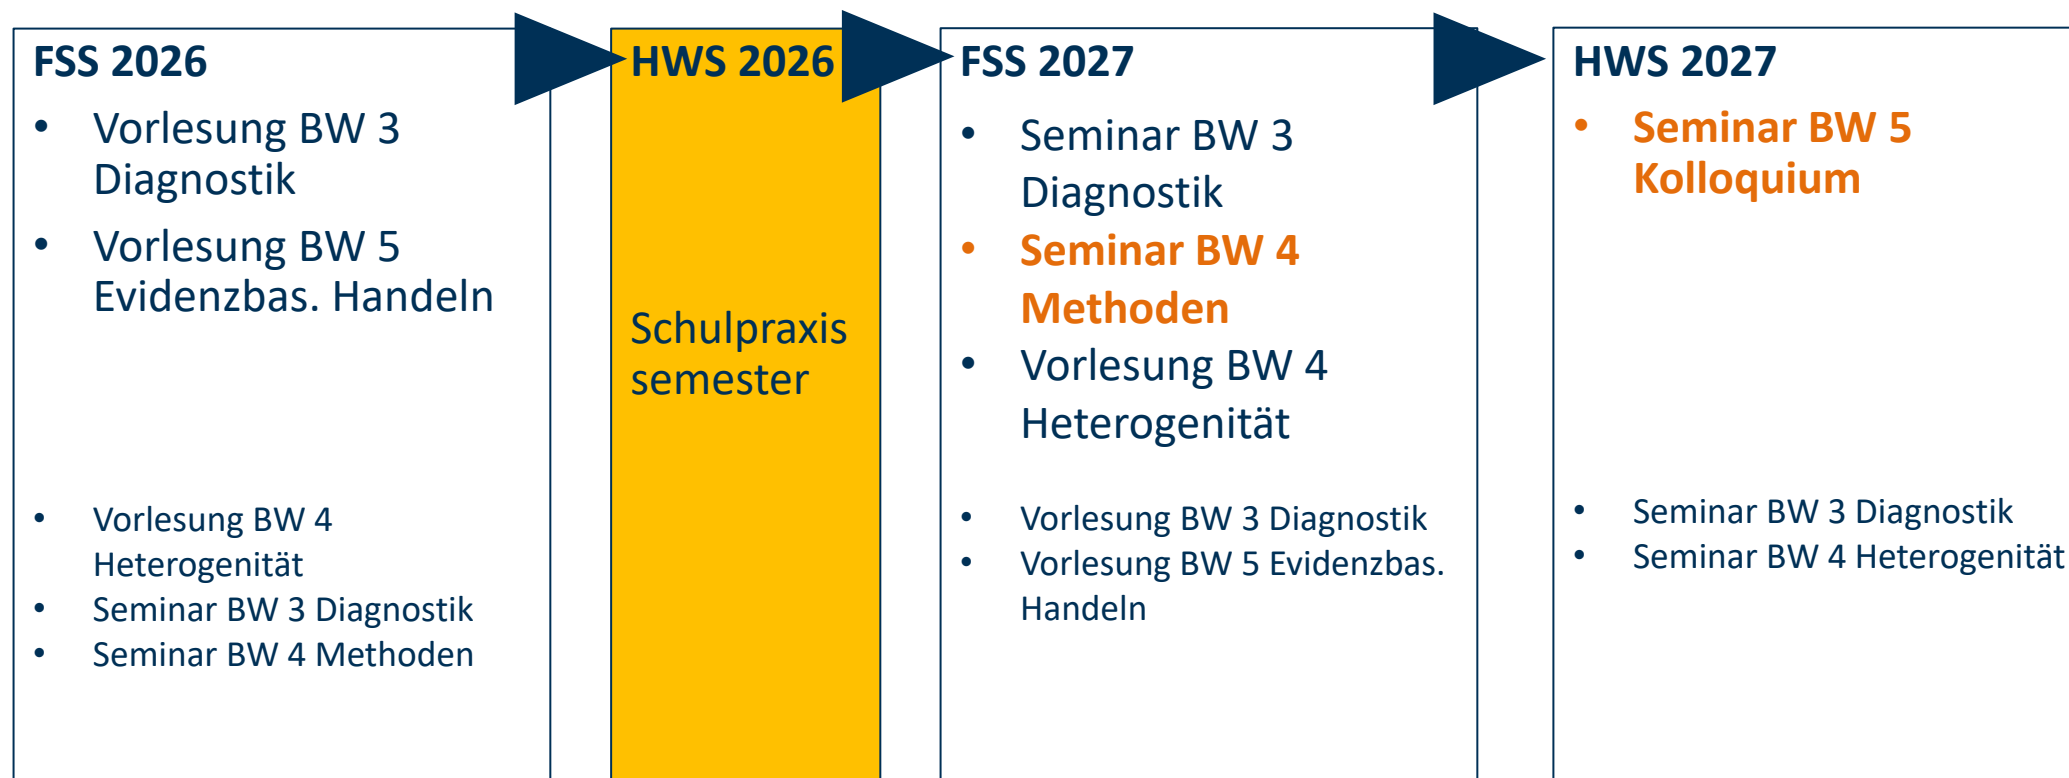 FSS 2026
• Vorlesung BW 3
Diagnostik
• Vorlesung BW 5
Evidenzbas. Handeln
• Vorlesung BW 4
Heterogenität
• Seminar BW 3 Diagnostik
• Seminar BW 4 Methoden
HWS 2026
Schulpraxis
semester
FSS 2027
• Seminar BW 3
Diagnostik
• Seminar BW 4
Methoden
• Vorlesung BW 4
Heterogenität
• Vorlesung BW 3 Diagnostik
• Vorlesung BW 5 Evidenzbas.
Handeln
HWS 2027
• Seminar BW 5
Kolloquium
• Seminar BW 3 Diagnostik
• Seminar BW 4 Heterogenität